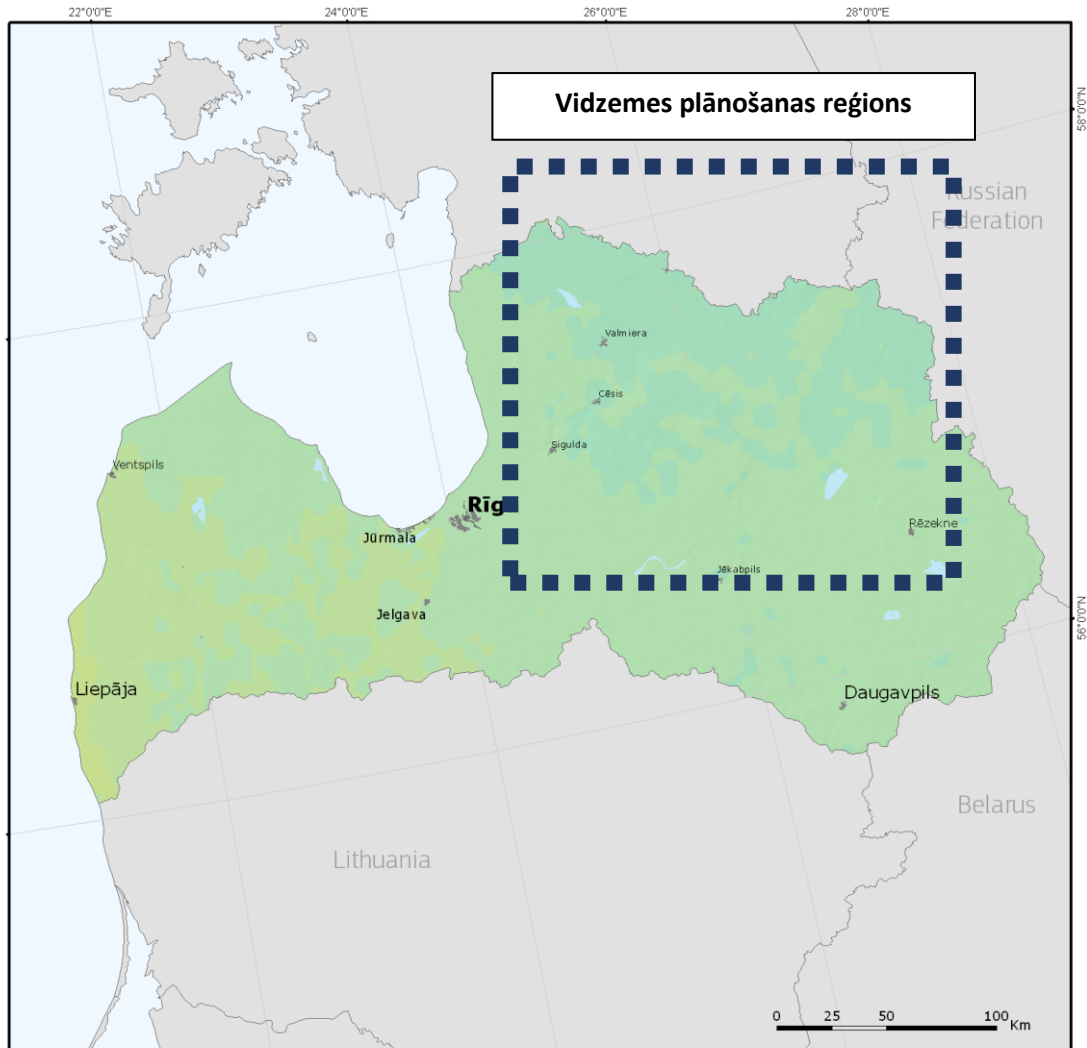 22°0'0"E
24°0'0"E
26°0'0"E
28°0'0"E
Vidzemes plānošanas reģions
58°0'0"N
Russian
Federation
Valmiera
Cēsis
Sigulda
Ventspils
Rīg
Rēzekne
Jūrmala
Jēkabpils
Jelgava
56°0'0"N
Liepāja
Daugavpils
Belarus
Lithuania
0 25 50 100
Km